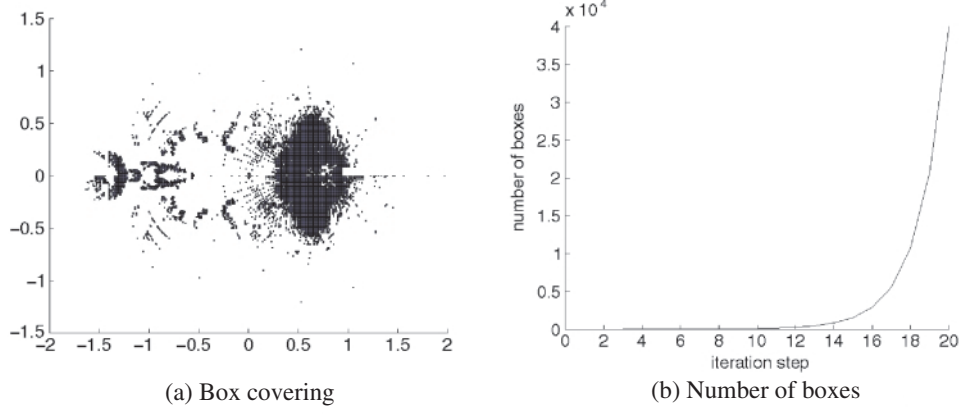 1.5
1
0.5
0
−0.5
−1
−1.5
−2 −1.5 −1 −0.5 0 0.5 1 1.5 2
(a) Box covering
x 10⁴
4
3.5
3
2.5
2
1.5
1
0.5
0
number of boxes
0 2 4 6 8 10 12 14 16 18 20
iteration step
(b) Number of boxes